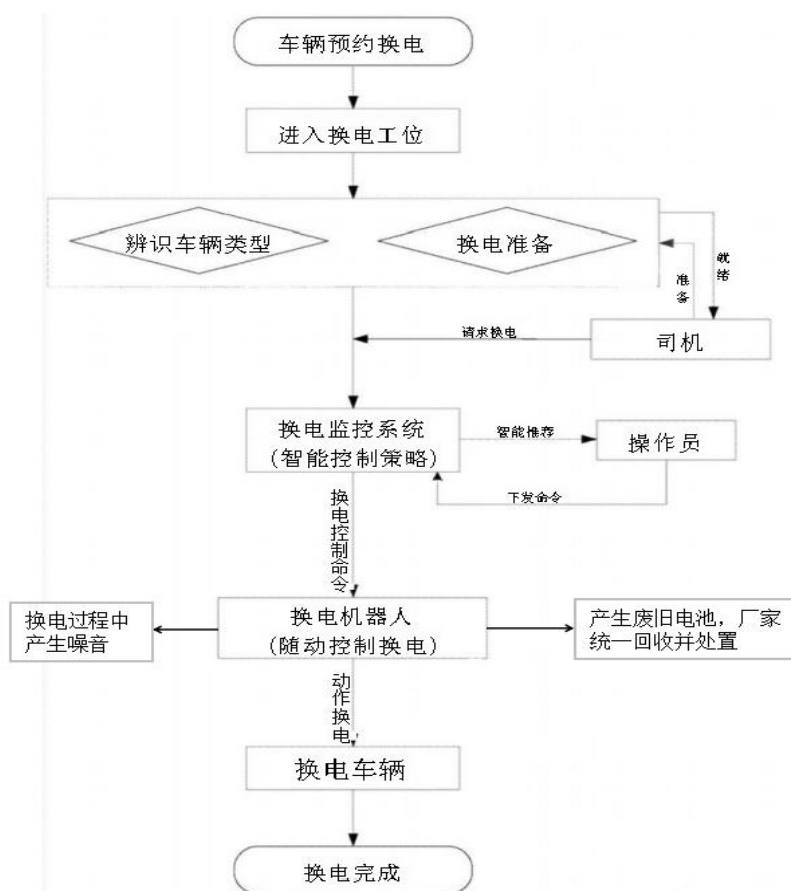 车辆预约换电
进入换电工位
辨识车辆类型
换电准备
准备
就绪
请求换电
司机
换电监控系统
(智能控制策略)
智能推荐
操作员
下发命令
换电控制命令
换电过程中
产生噪音
换电机器人
(随动控制换电)
产生废旧电池，厂家
统一回收并处置
动作换电
换电车辆
换电完成